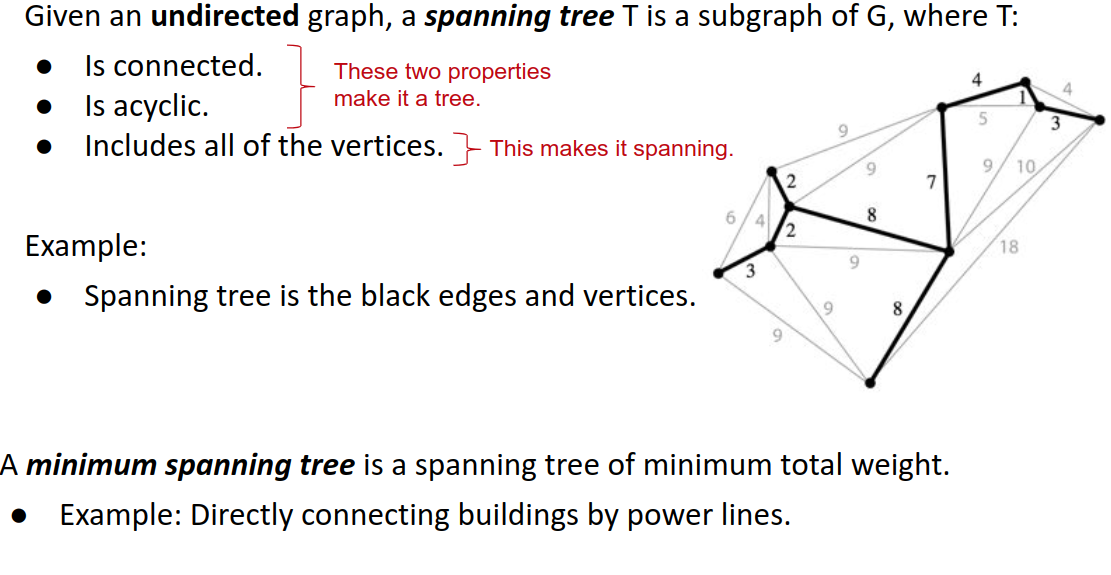 Given an undirected graph, a spanning tree T is a subgraph of G, where T:
● Is connected.
● Is acyclic.
These two properties
make it a tree.
● Includes all of the vertices.
This makes it spanning.
Example:
● Spanning tree is the black edges and vertices.
4
4
1
5
3
9
9
9
10
7
2
6
4
8
2
18
9
3
9
8
9
A minimum spanning tree is a spanning tree of minimum total weight.
● Example: Directly connecting buildings by power lines.